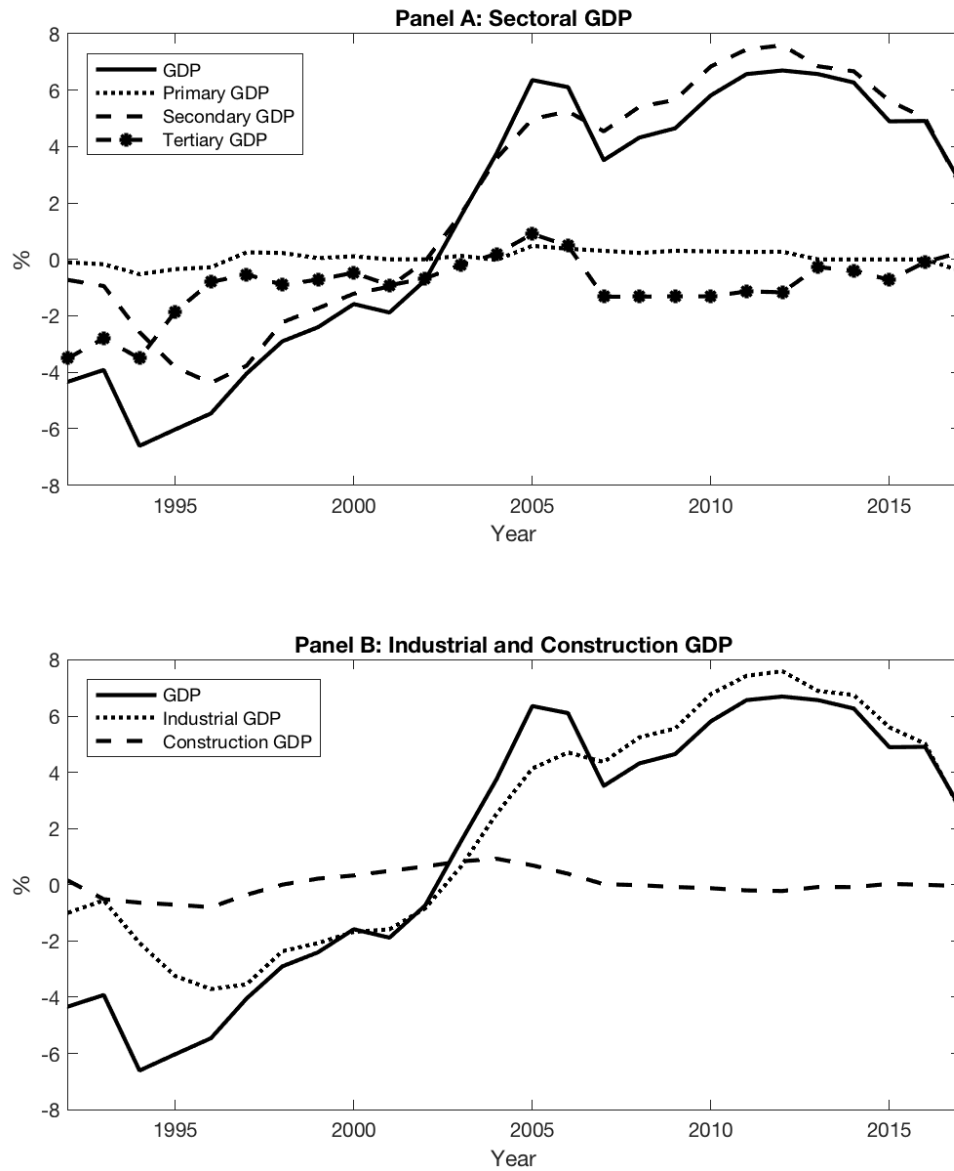 Panel A: Sectoral GDP
8
6
4
2
0
-2
-4
-6
-8
%
GDP
Primary GDP
Secondary GDP
Tertiary GDP
1995 2000 2005 2010 2015
Year
Panel B: Industrial and Construction GDP
8
6
4
2
0
-2
-4
-6
-8
%
GDP
Industrial GDP
Construction GDP
1995 2000 2005 2010 2015
Year